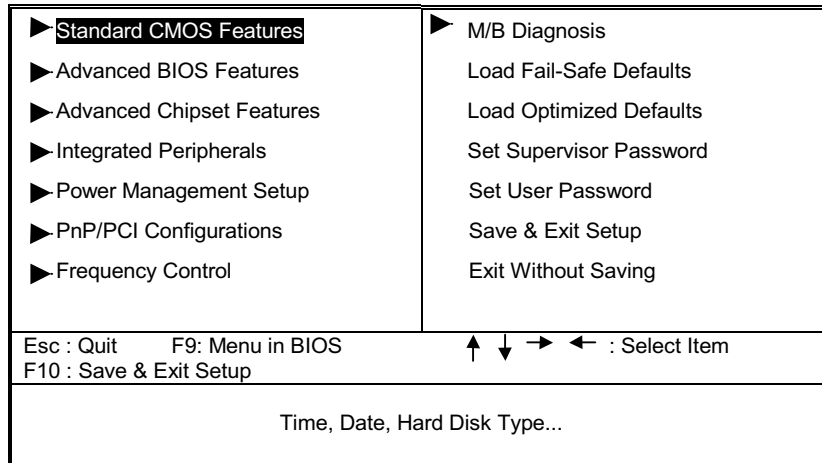 Standard CMOS Features
Advanced BIOS Features
Advanced Chipset Features
Integrated Peripherals
Power Management Setup
PnP/PCI Configurations
Frequency Control
M/B Diagnosis
Load Fail-Safe Defaults
Load Optimized Defaults
Set Supervisor Password
Set User Password
Save & Exit Setup
Exit Without Saving
Esc : Quit F9: Menu in BIOS ↑ ↓ → ← : Select Item
F10 : Save & Exit Setup
Time, Date, Hard Disk Type...